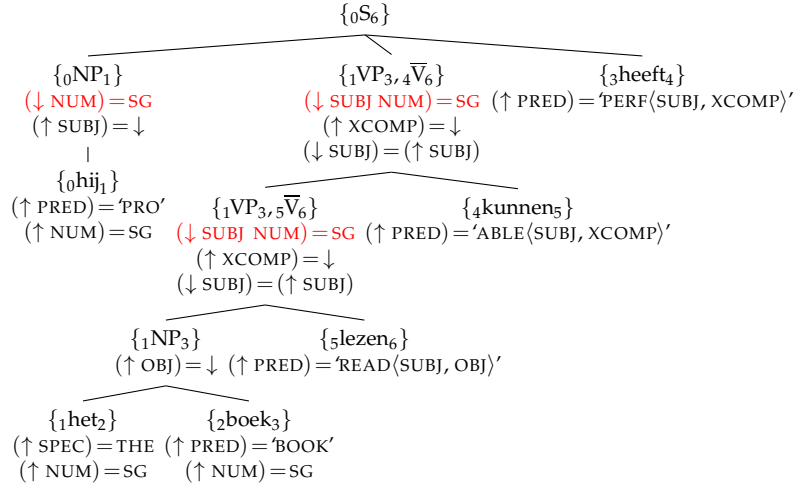 {₀S₆}
{₀NP₁} {₁VP₃,₄V̅₆} {₃heeft₄}
(↓ NUM)=SG (↓ SUBJ NUM)=SG (↑ PRED)=‘PERF⟨SUBJ, XCOMP⟩’
(↑ SUBJ)=↓ (↑ XCOMP)=↓
(↓ SUBJ)=(↑ SUBJ)
{₀hij₁}
(↑ PRED)=‘PRO’
(↑ NUM)=SG
{₁VP₃,₅V̅₆} {₄kunnen₅}
(↓ SUBJ NUM)=SG (↑ PRED)=‘ABLE⟨SUBJ, XCOMP⟩’
(↑ XCOMP)=↓
(↓ SUBJ)=(↑ SUBJ)
{₁NP₃} {₅lezen₆}
(↑ OBJ)=↓ (↑ PRED)=‘READ⟨SUBJ, OBJ⟩’
{₁het₂} {₂boek₃}
(↑ SPEC)=THE (↑ PRED)=‘BOOK’
(↑ NUM)=SG (↑ NUM)=SG